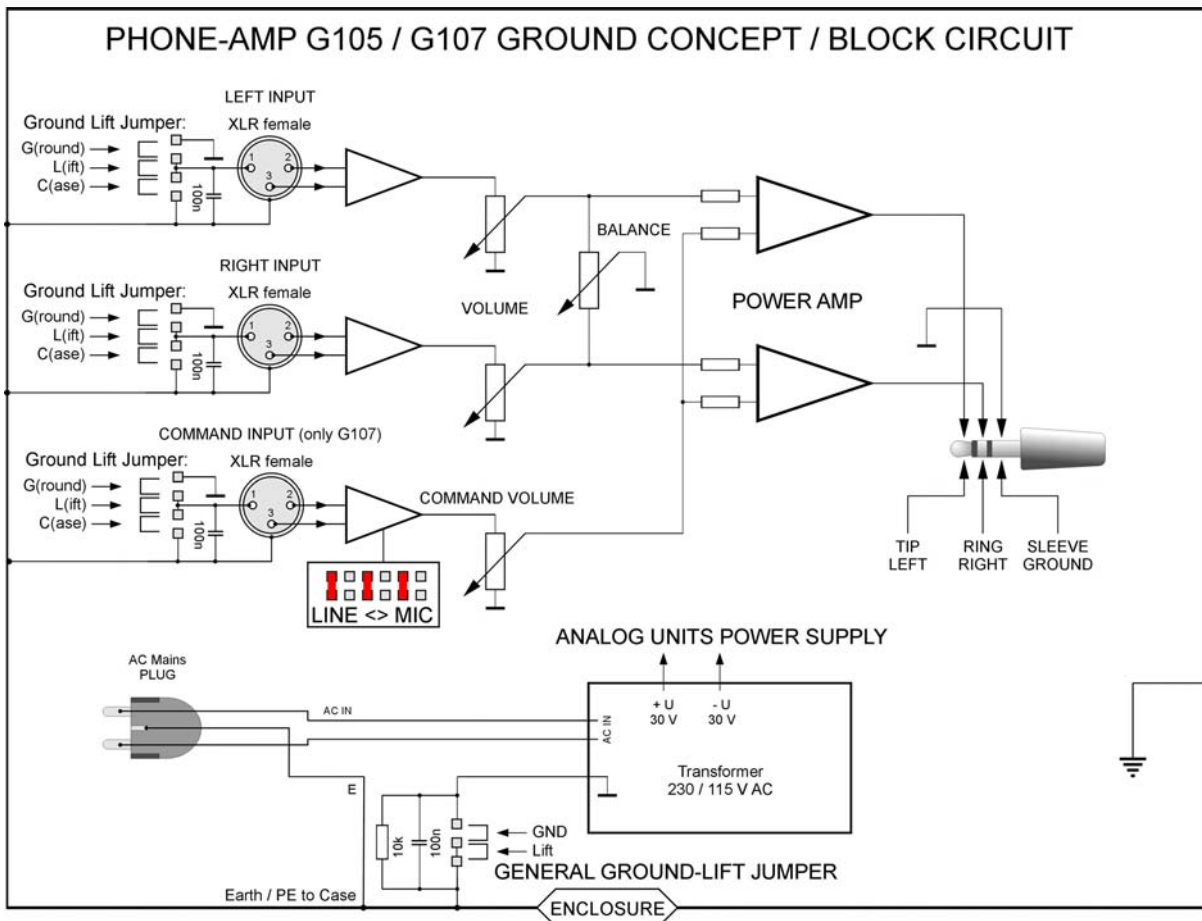 PHONE-AMP G105 / G107 GROUND CONCEPT / BLOCK CIRCUIT
LEFT INPUT
Ground Lift Jumper:
XLR female
G(round)
L(ift)
C(ase)
100n
1
2
3
BALANCE
RIGHT INPUT
Ground Lift Jumper:
XLR female
G(round)
L(ift)
C(ase)
100n
1
2
3
VOLUME
POWER AMP
COMMAND INPUT (only G107)
Ground Lift Jumper:
XLR female
G(round)
L(ift)
C(ase)
100n
1
2
3
COMMAND VOLUME
LINE <> MIC
TIP
LEFT
RING
RIGHT
SLEEVE
GROUND
ANALOG UNITS POWER SUPPLY
AC Mains
PLUG
AC IN
AC IN
+ U
30 V
- U
30 V
Transformer
230 / 115 V AC
E
10k
100n
GND
Lift
GENERAL GROUND-LIFT JUMPER
Earth / PE to Case
ENCLOSURE